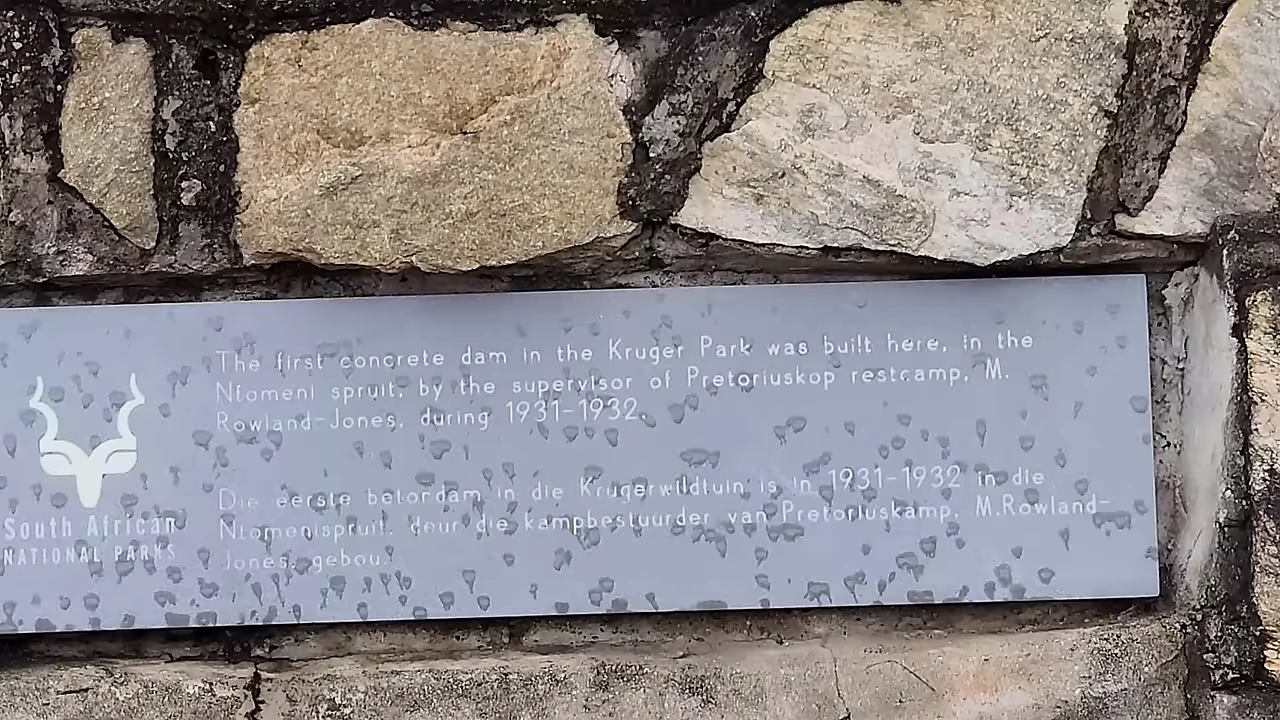 The first concrete dam in the Kruger Park was built here, in the
Ntomeni spruit, by the supervisor of Pretoriuskop restcamp, M.
Rowland-Jones, during 1931-1932.
Die eerste betondam in die Krugerwildtuin is in 1931-1932 in die
Ntomenispruit, deur die kampbestuurder van Pretoriuskamp, M.Rowland-
Jones, gebou.
South African
NATIONAL PARKS